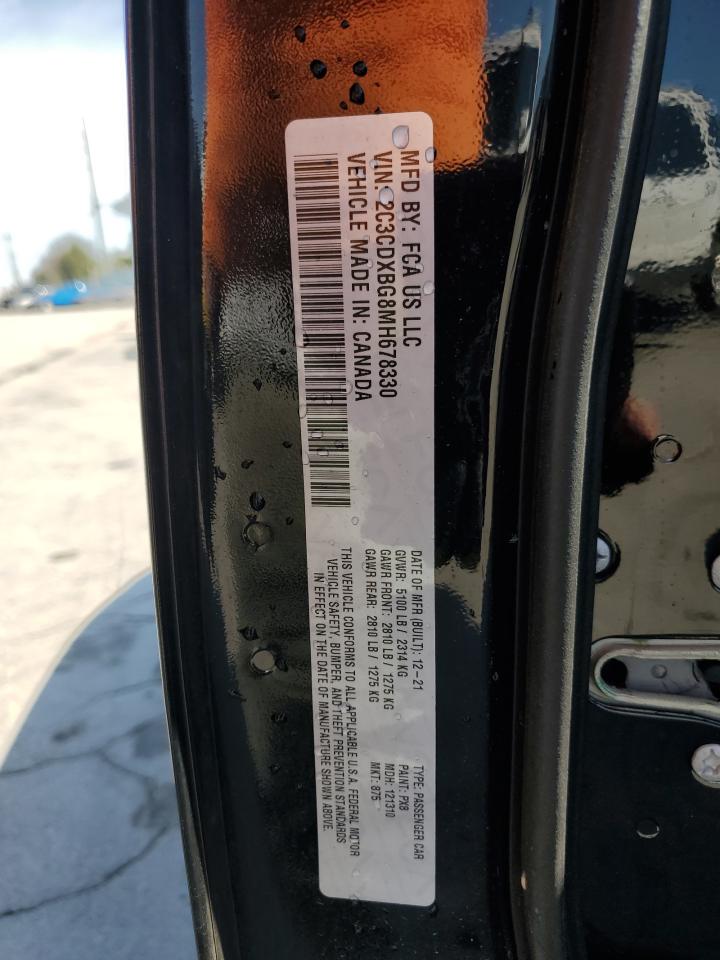 MFD BY: FCA US LLC
VIN: 2C3CDXBG8MH678330
VEHICLE MADE IN: CANADA
DATE OF MFR (BUILT): 12-21
GVWR: 5100 LB / 2314 KG
GAWR FRONT: 2810 LB / 1275 KG
GAWR REAR: 2810 LB / 1275 KG
TYPE: PASSENGER CAR
PAINT: PX8
MDH: 121310
MKT: 875
THIS VEHICLE CONFORMS TO ALL APPLICABLE U.S.A. FEDERAL MOTOR
VEHICLE SAFETY, BUMPER, AND THEFT PREVENTION STANDARDS
IN EFFECT ON THE DATE OF MANUFACTURE SHOWN ABOVE.